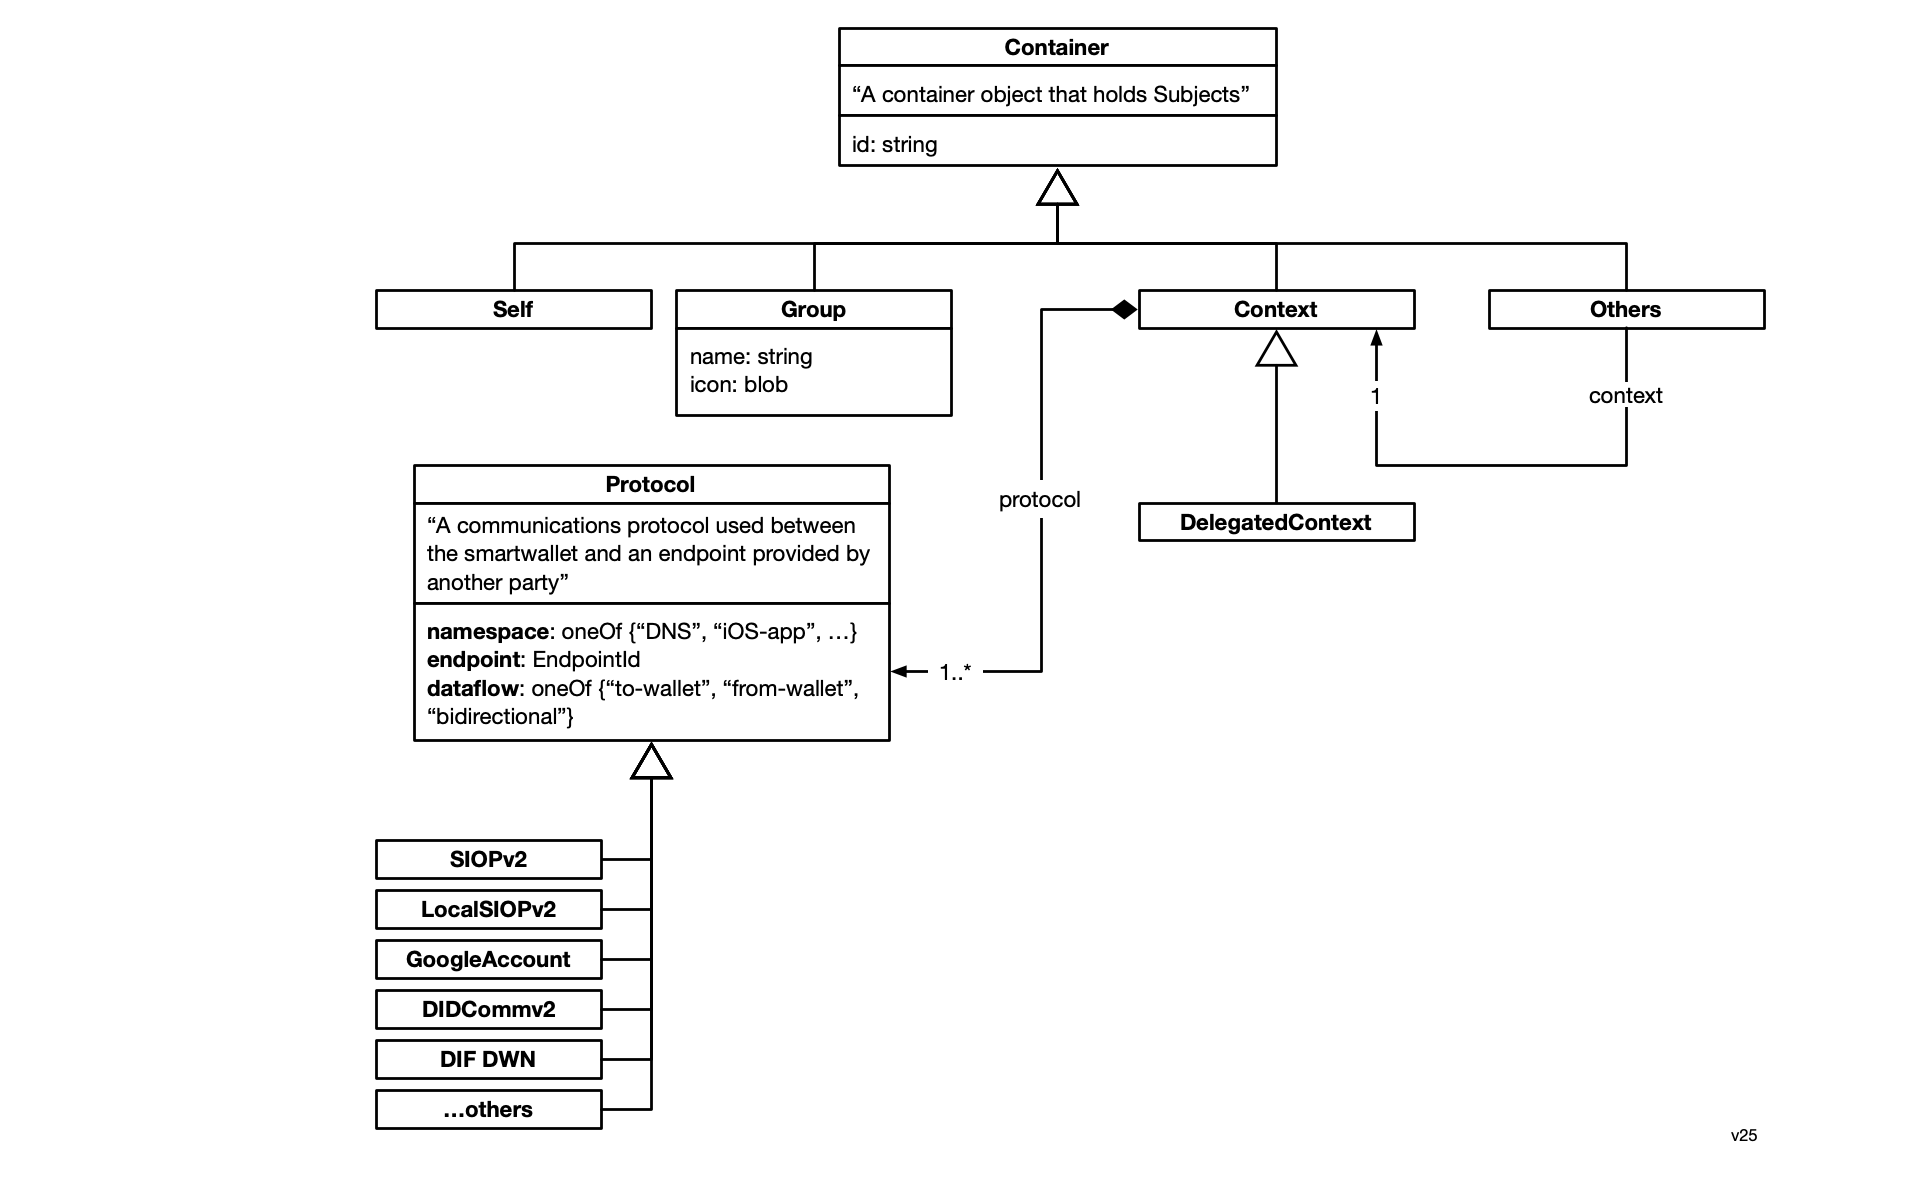 Container
“A container object that holds Subjects”
id: string
Self
Group
Context
Others
name: string
icon: blob
1
context
Protocol
protocol
DelegatedContext
“A communications protocol used between
the smartwallet and an endpoint provided by
another party”
namespace: oneOf {“DNS”, “iOS-app”, …}
endpoint: EndpointId
dataflow: oneOf {“to-wallet”, “from-wallet”,
“bidirectional”}
1..*
SIOPv2
LocalSIOPv2
GoogleAccount
DIDCommv2
DIF DWN
…others
v25